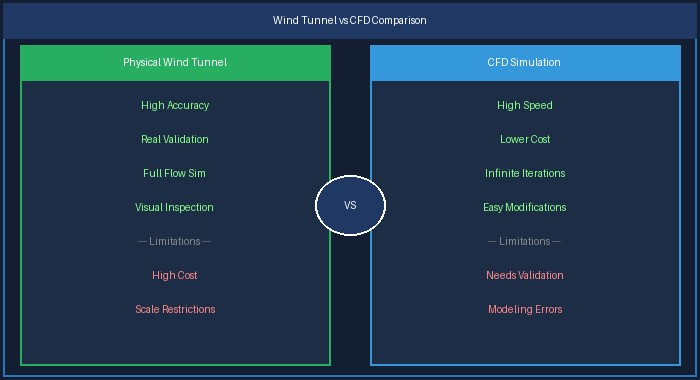 Wind Tunnel vs CFD Comparison
Physical Wind Tunnel
High Accuracy
Real Validation
Full Flow Sim
Visual Inspection
--- Limitations ---
High Cost
Scale Restrictions
VS
CFD Simulation
High Speed
Lower Cost
Infinite Iterations
Easy Modifications
--- Limitations ---
Needs Validation
Modeling Errors